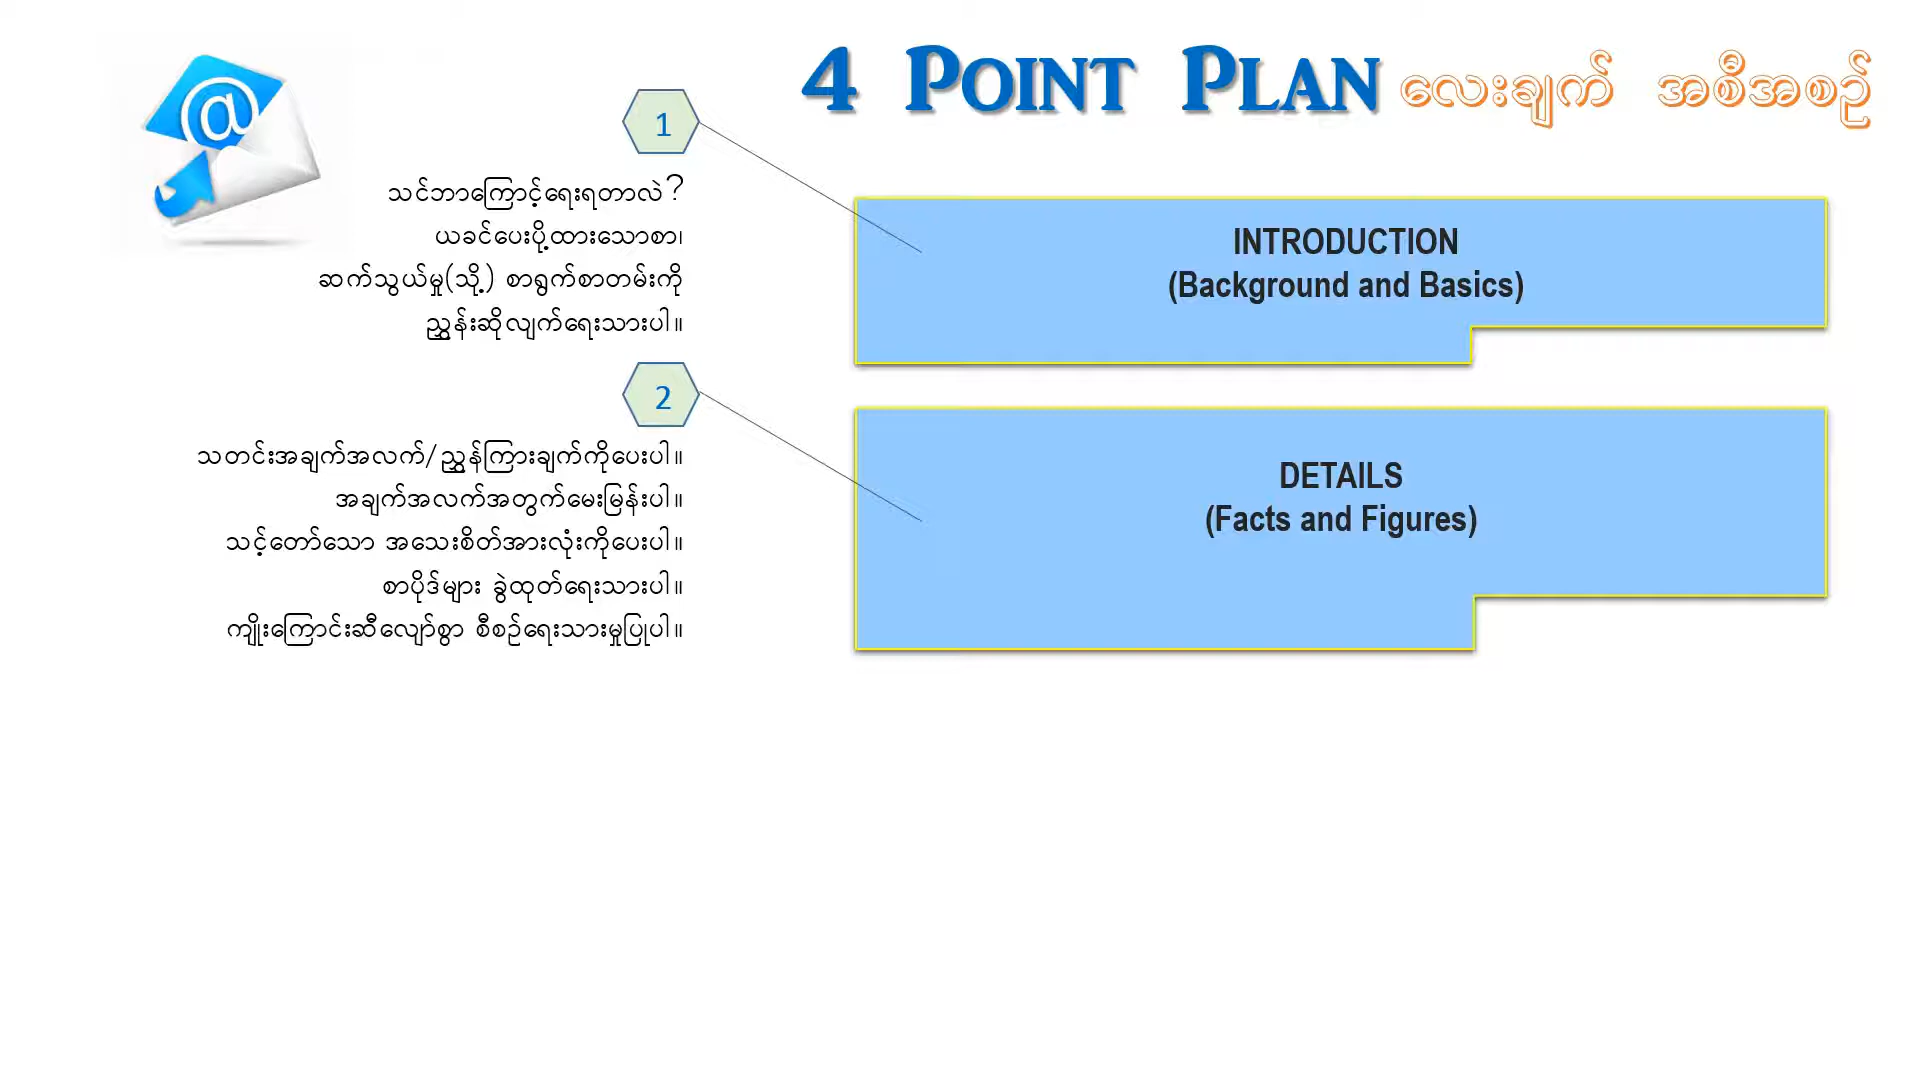 4 POINT PLAN လေးချက် အစီအစဉ်
1
သင်ဘာကြောင့်ရေးရတာလဲ?
ယခင်ပေးပို့ထားသောစာ၊
ဆက်သွယ်မှု(သို့) စာရွက်စာတမ်းကို
ညွှန်းဆိုလျက်ရေးသားပါ။
INTRODUCTION
(Background and Basics)
2
သတင်းအချက်အလက်/ညွှန်ကြားချက်ကိုပေးပါ။
အချက်အလက်အတွက်မေးမြန်းပါ။
သင့်တော်သော အသေးစိတ်အားလုံးကိုပေးပါ။
စာပိုဒ်များ ခွဲထုတ်ရေးသားပါ။
ကျိုးကြောင်းဆီလျော်စွာ စီစဉ်ရေးသားမှုပြုပါ။
DETAILS
(Facts and Figures)